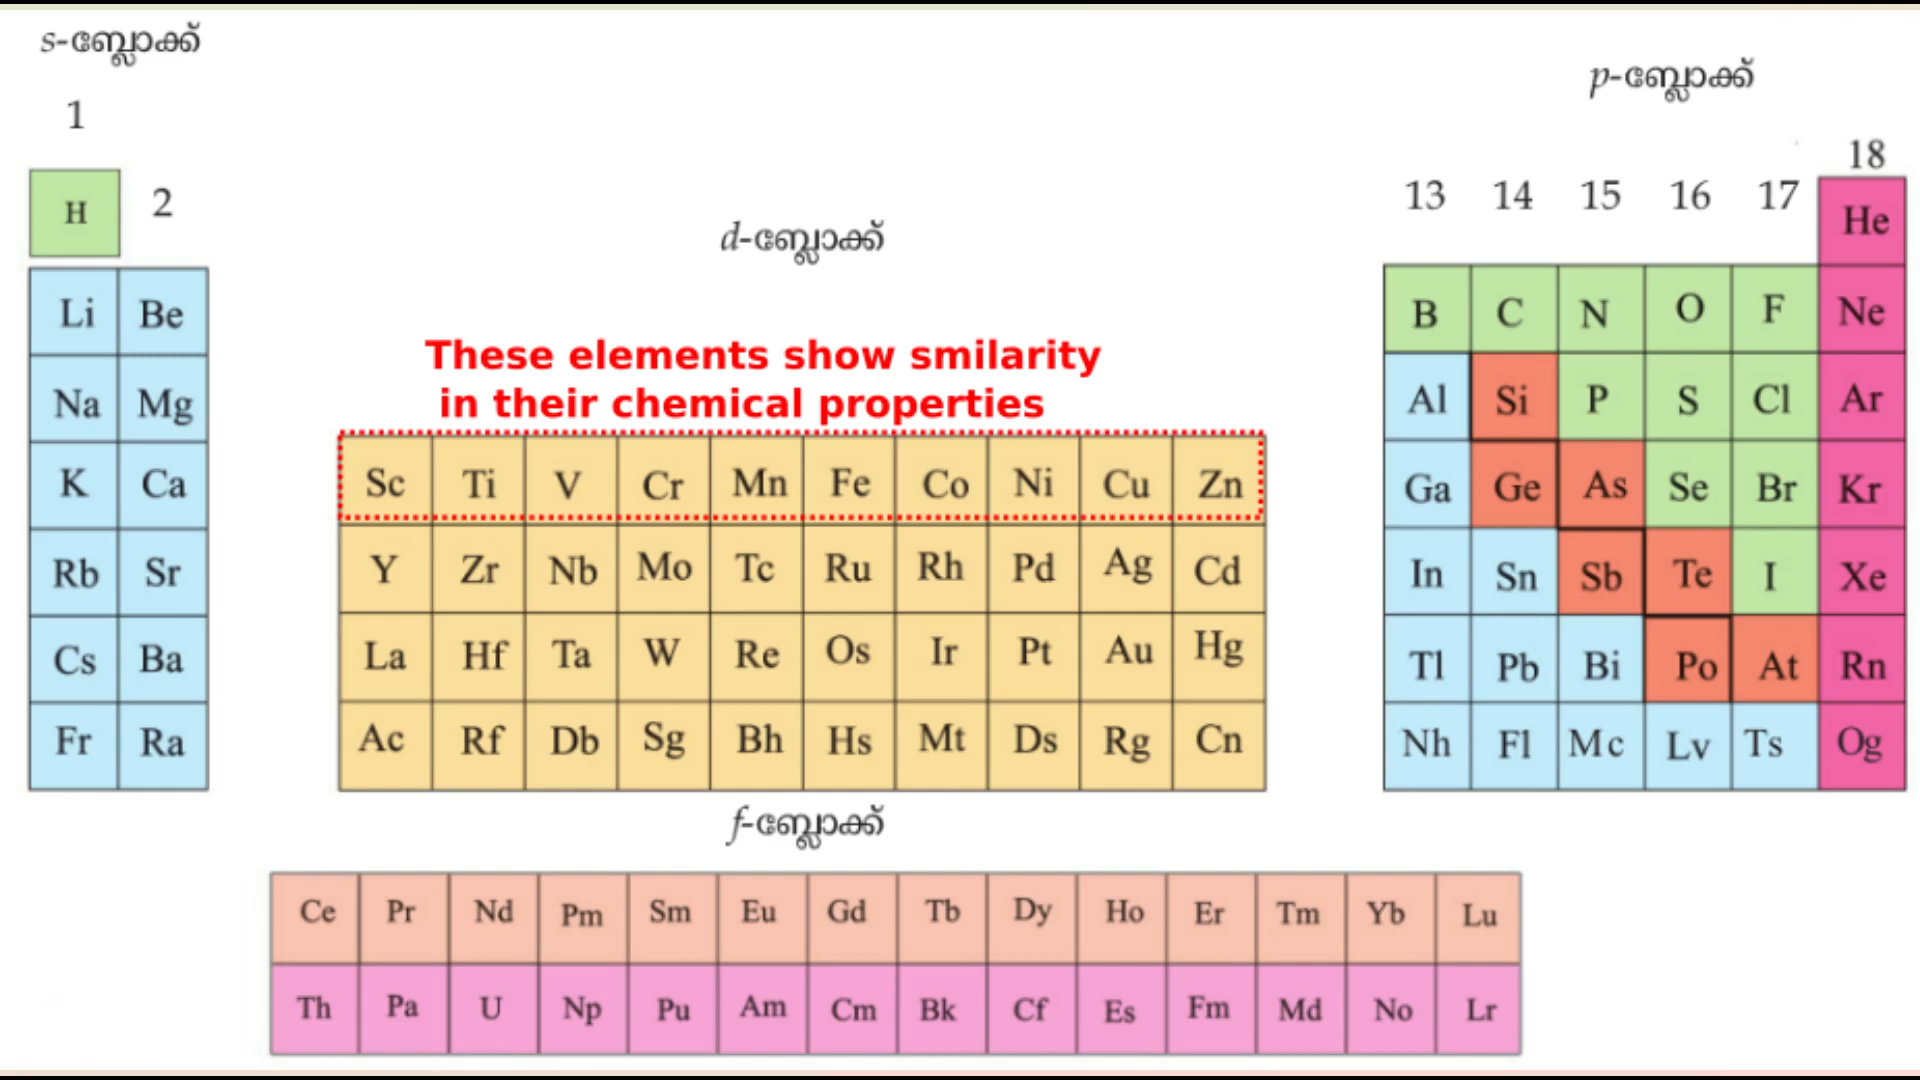 s-ബ്ലോക്ക്
p-ബ്ലോക്ക്
1
18
2
13 14 15 16 17
H
He
d-ബ്ലോക്ക്
Li Be
B C N O F Ne
These elements show smilarity
in their chemical properties
Na Mg
Al Si P S Cl Ar
K Ca Sc Ti V Cr Mn Fe Co Ni Cu Zn Ga Ge As Se Br Kr
Rb Sr Y Zr Nb Mo Tc Ru Rh Pd Ag Cd In Sn Sb Te I Xe
Cs Ba La Hf Ta W Re Os Ir Pt Au Hg Tl Pb Bi Po At Rn
Fr Ra Ac Rf Db Sg Bh Hs Mt Ds Rg Cn Nh Fl Mc Lv Ts Og
f-ബ്ലോക്ക്
Ce Pr Nd Pm Sm Eu Gd Tb Dy Ho Er Tm Yb Lu
Th Pa U Np Pu Am Cm Bk Cf Es Fm Md No Lr